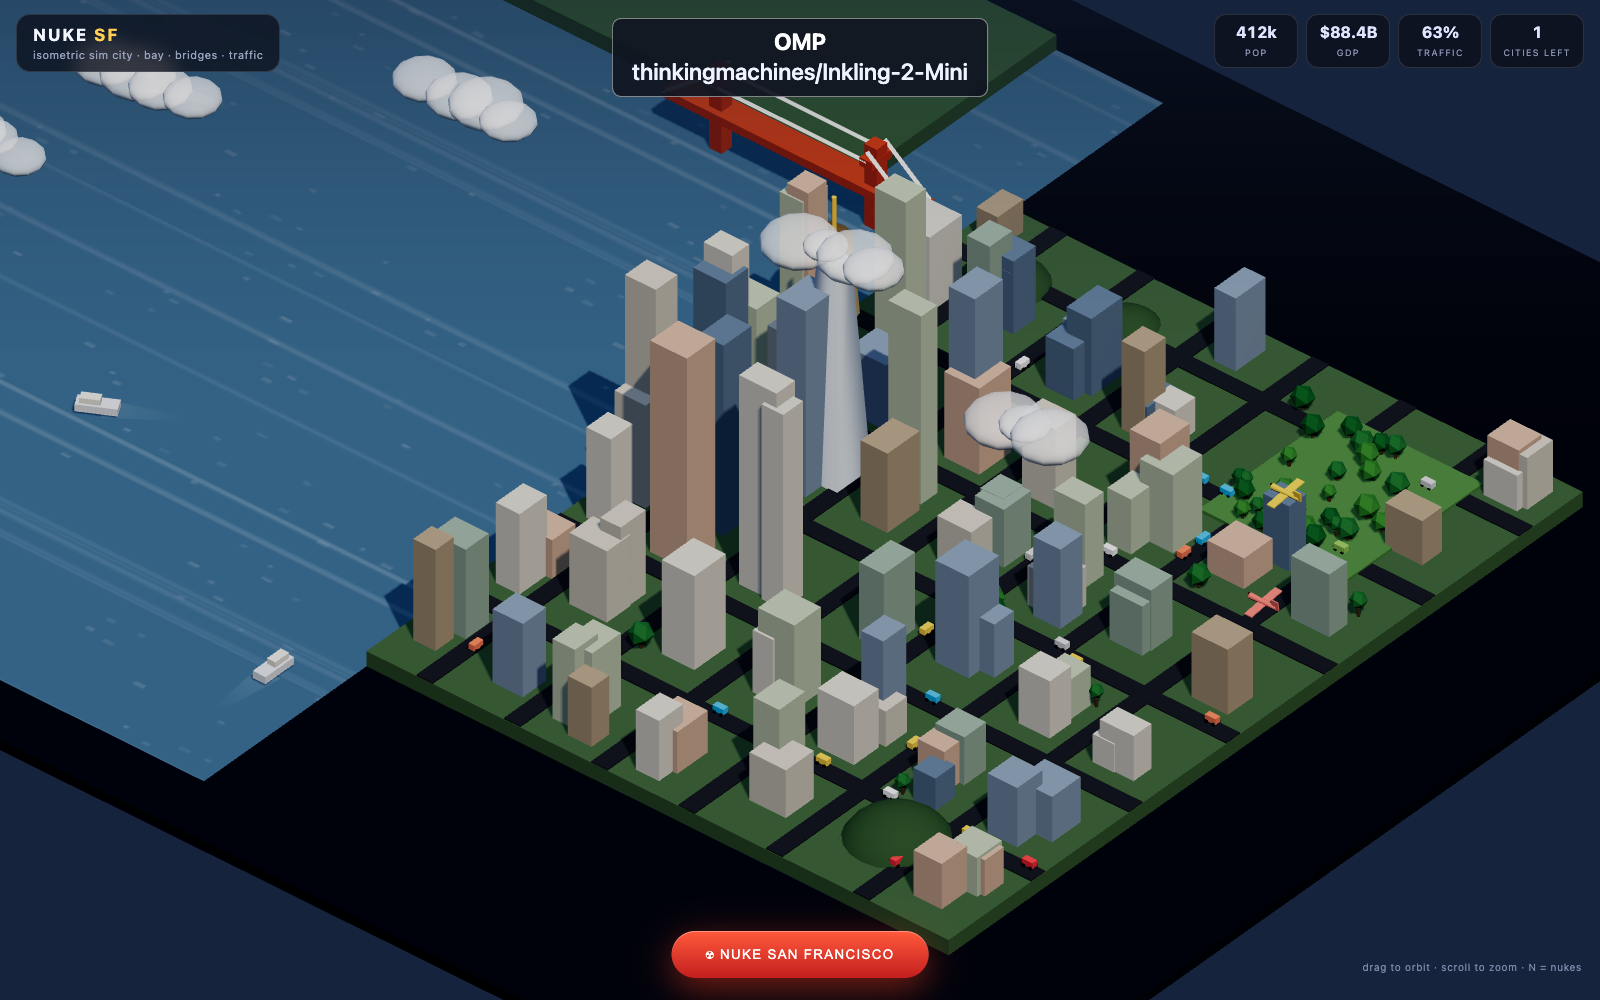 NUKE SF
isometric sim city · bay · bridges · traffic
OMP
thinkingmachines/Inkling-2-Mini
412k
POP
$88.4B
GDP
63%
TRAFFIC
1
CITIES LEFT
☢ NUKE SAN FRANCISCO
drag to orbit · scroll to zoom · N = nukes